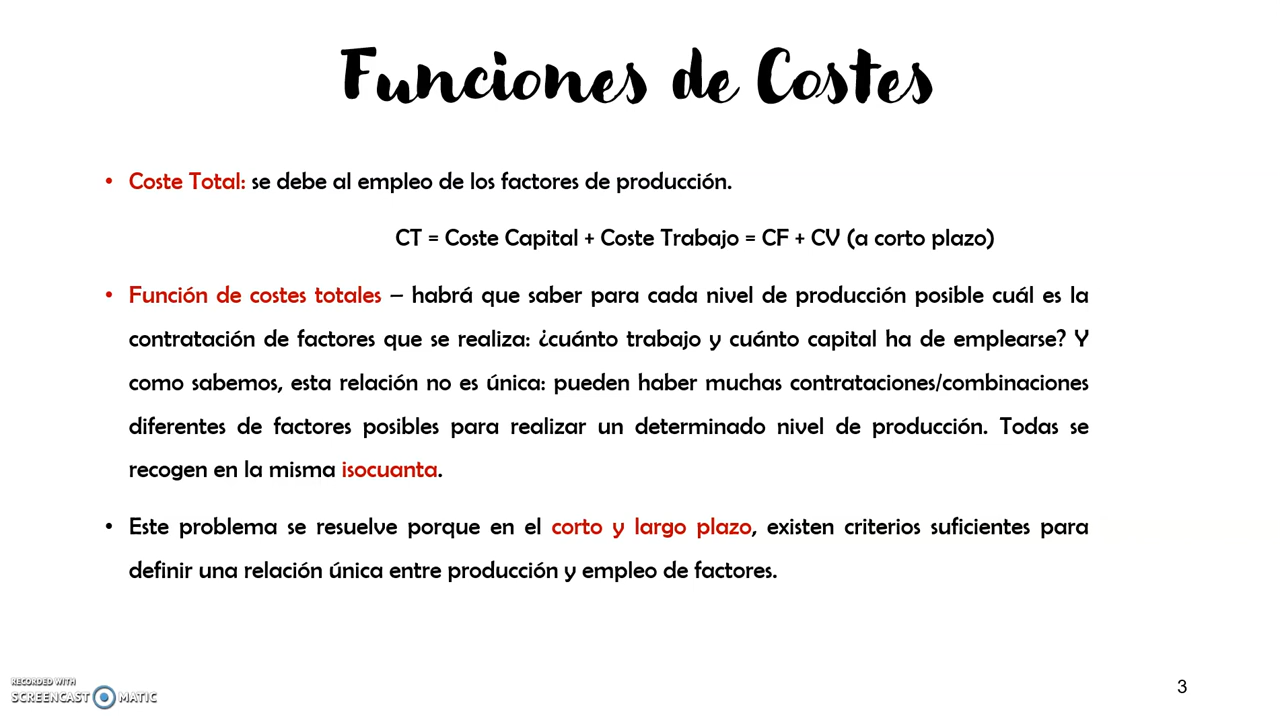 Funciones de Costes
• Coste Total: se debe al empleo de los factores de producción.
CT = Coste Capital + Coste Trabajo = CF + CV (a corto plazo)
• Función de costes totales – habrá que saber para cada nivel de producción posible cuál es la
contratación de factores que se realiza: ¿cuánto trabajo y cuánto capital ha de emplearse? Y
como sabemos, esta relación no es única: pueden haber muchas contrataciones/combinaciones
diferentes de factores posibles para realizar un determinado nivel de producción. Todas se
recogen en la misma isocuanta.
• Este problema se resuelve porque en el corto y largo plazo, existen criterios suficientes para
definir una relación única entre producción y empleo de factores.
RECORDED WITH
SCREENCAST MATIC
3